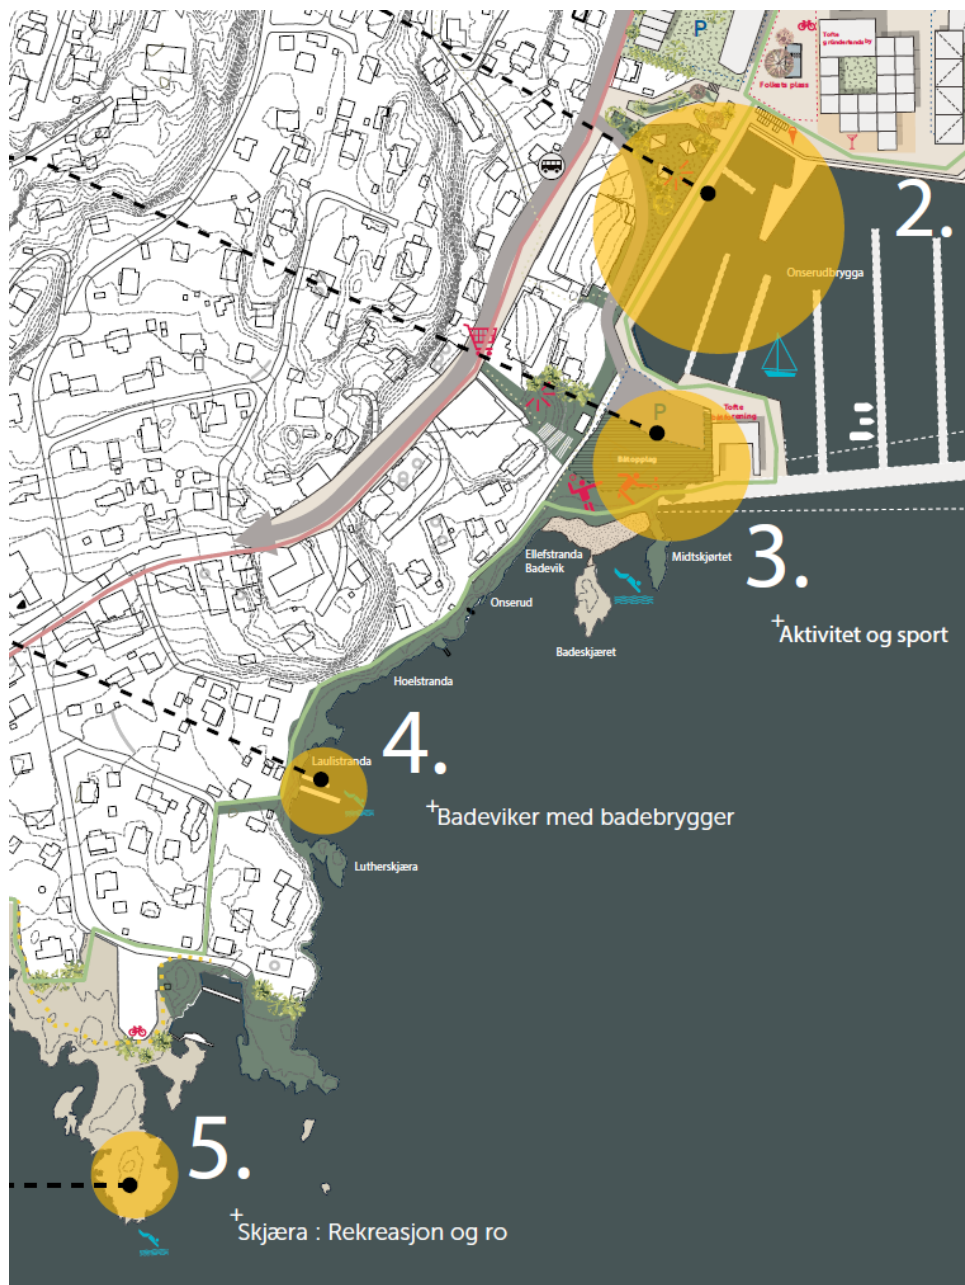 P
Tofte
gründerlandsby
Folkets plass
2.
Onserudbrygga
P
Tofte
Båtopplag
3.
+Aktivitet og sport
Ellefstranda
Badevik
Midtskjørtet
Onserud
Badeskjæret
Hoelstranda
4.
Laulistranda
+Badeviker med badebrygger
Lutherskjæra
5.
+Skjæra : Rekreasjon og ro